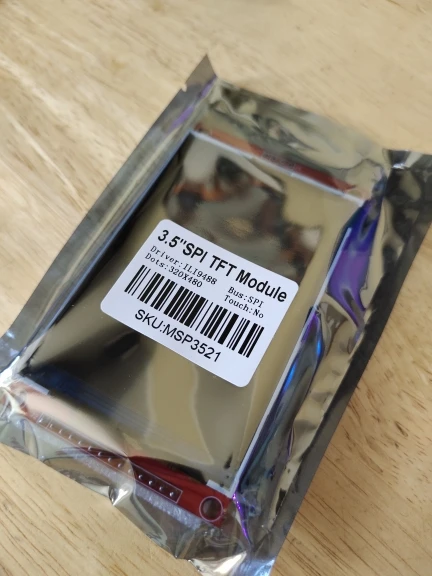 3.5"SPI TFT Module
Driver:ILI9488 Bus:SPI
Dots:320X480 Touch:No
SKU:MSP3521